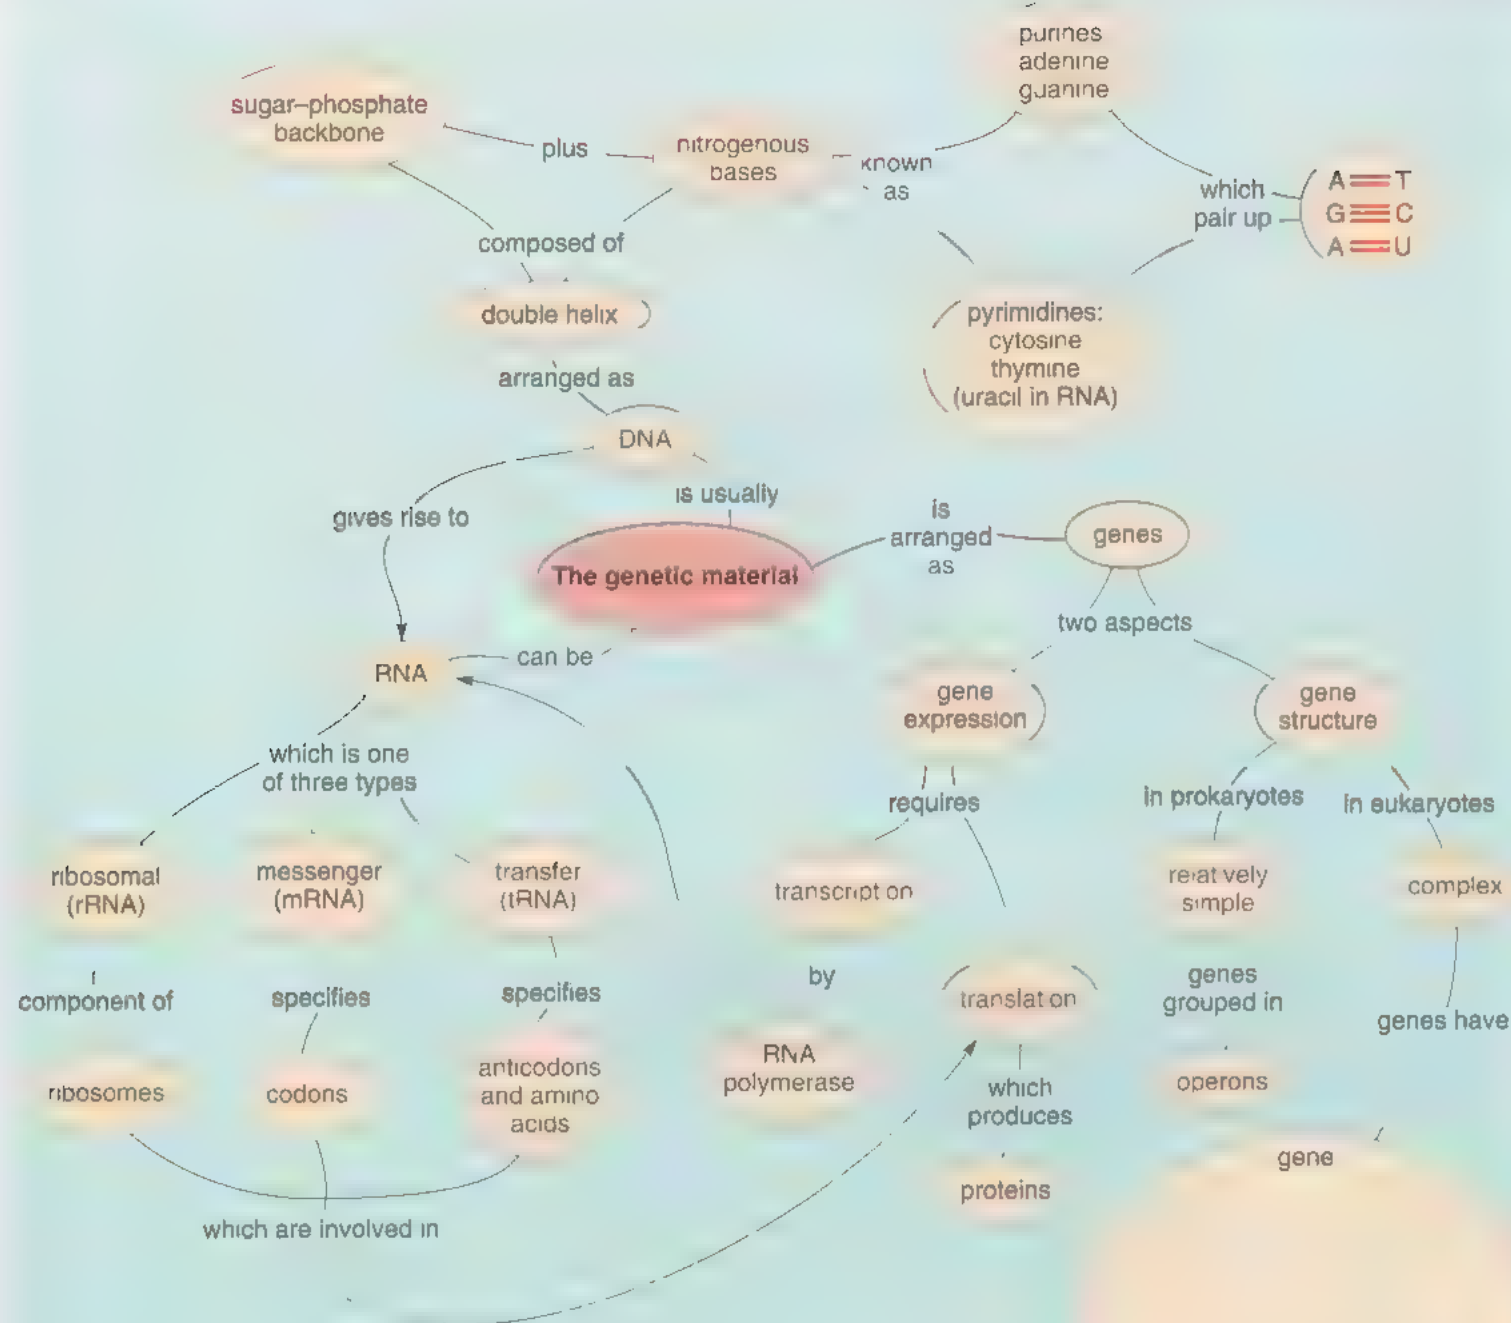 purines
adenine
guanine
sugar–phosphate
backbone
plus
nitrogenous
bases
known
as
which
pair up
A T
G C
A U
composed of
double helix
pyrimidines:
cytosine
thymine
(uracil in RNA)
arranged as
DNA
is usually
gives rise to
is
arranged
as
genes
The genetic material
two aspects
can be
RNA
gene
expression
gene
structure
which is one
of three types
requires
in prokaryotes
in eukaryotes
ribosomal
(rRNA)
messenger
(mRNA)
transfer
(tRNA)
transcription
relatively
simple
complex
component of
specifies
specifies
by
translation
genes
grouped in
genes have
ribosomes
codons
anticodons
and amino
acids
RNA
polymerase
which
produces
operons
gene
proteins
which are involved in